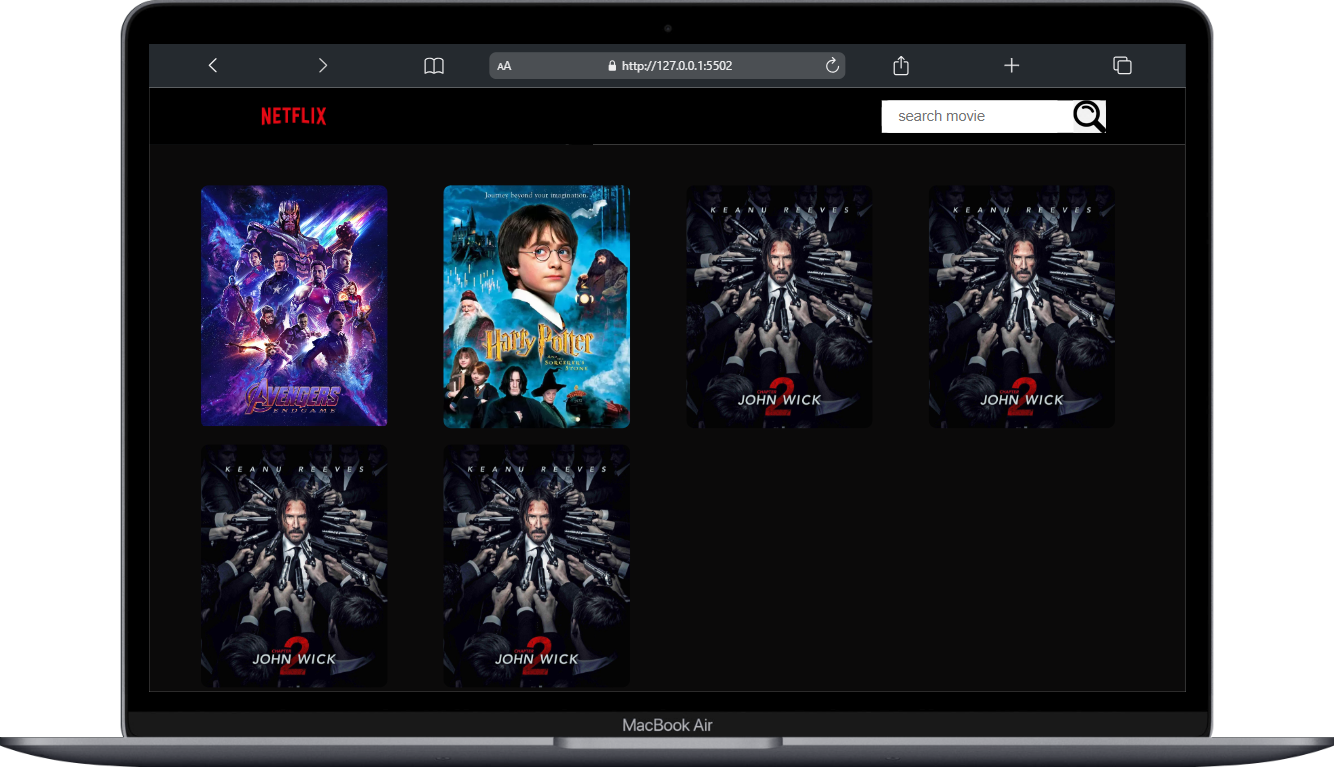 AA
http://127.0.0.1:5502
NETFLIX
search movie
AVENGERS
ENDGAME
Journey beyond your imagination.
Harry Potter
AND THE
SORCERER'S
STONE
KEANU REEVES
CHAPTER
2
JOHN WICK
KEANU REEVES
CHAPTER
2
JOHN WICK
KEANU REEVES
CHAPTER
2
JOHN WICK
KEANU REEVES
CHAPTER
2
JOHN WICK
MacBook Air